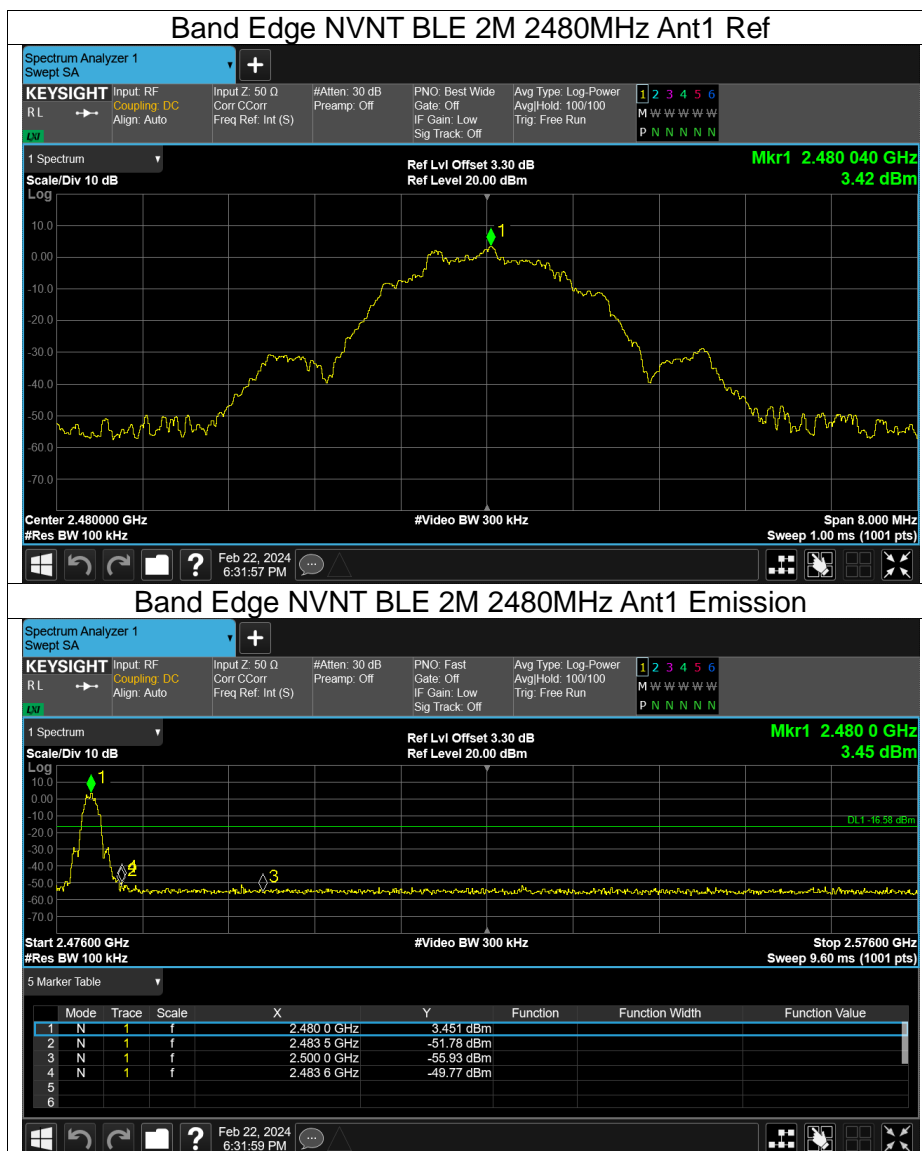 Band Edge NVNT BLE 2M 2480MHz Ant1 Ref
Spectrum Analyzer 1
Swept SA
+
KEYSIGHT Input: RF Input Z: 50 Ω #Atten: 30 dB PNO: Best Wide Avg Type: Log-Power 1 2 3 4 5 6
R L Coupling: DC Corr CCorr Preamp: Off Gate: Off Avg|Hold: 100/100 M W W W W W
Align: Auto Freq Ref: Int (S) IF Gain: Low Trig: Free Run
LXI Sig Track: Off P N N N N N
1 Spectrum Ref Lvl Offset 3.30 dB Mkr1 2.480 040 GHz
Scale/Div 10 dB Ref Level 20.00 dBm 3.42 dBm
Log
10.0
1
0.00
-10.0
-20.0
-30.0
-40.0
-50.0
-60.0
-70.0
Center 2.480000 GHz #Video BW 300 kHz Span 8.000 MHz
#Res BW 100 kHz Sweep 1.00 ms (1001 pts)
? Feb 22, 2024
6:31:57 PM
Band Edge NVNT BLE 2M 2480MHz Ant1 Emission
Spectrum Analyzer 1
Swept SA
+
KEYSIGHT Input: RF Input Z: 50 Ω #Atten: 30 dB PNO: Fast Avg Type: Log-Power 1 2 3 4 5 6
R L Coupling: DC Corr CCorr Preamp: Off Gate: Off Avg|Hold: 100/100 M W W W W W
Align: Auto Freq Ref: Int (S) IF Gain: Low Trig: Free Run
LXI Sig Track: Off P N N N N N
1 Spectrum Ref Lvl Offset 3.30 dB Mkr1 2.480 0 GHz
Scale/Div 10 dB Ref Level 20.00 dBm 3.45 dBm
Log
10.0 1
0.00
-10.0 DL1 -16.58 dBm
-20.0
-30.0
-40.0 4 2 3
-50.0
-60.0
-70.0
Start 2.47600 GHz #Video BW 300 kHz Stop 2.57600 GHz
#Res BW 100 kHz Sweep 9.60 ms (1001 pts)
5 Marker Table
Mode Trace Scale X Y Function Function Width Function Value
1 N 1 f 2.480 0 GHz 3.451 dBm
2 N 1 f 2.483 5 GHz -51.78 dBm
3 N 1 f 2.500 0 GHz -55.93 dBm
4 N 1 f 2.483 6 GHz -49.77 dBm
5
6
? Feb 22, 2024
6:31:59 PM